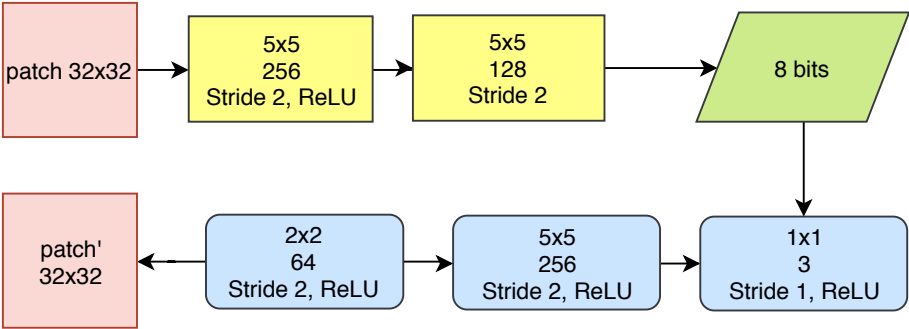 patch 32x32
5x5
256
Stride 2, ReLU
5x5
128
Stride 2
8 bits
patch'
32x32
2x2
64
Stride 2, ReLU
5x5
256
Stride 2, ReLU
1x1
3
Stride 1, ReLU